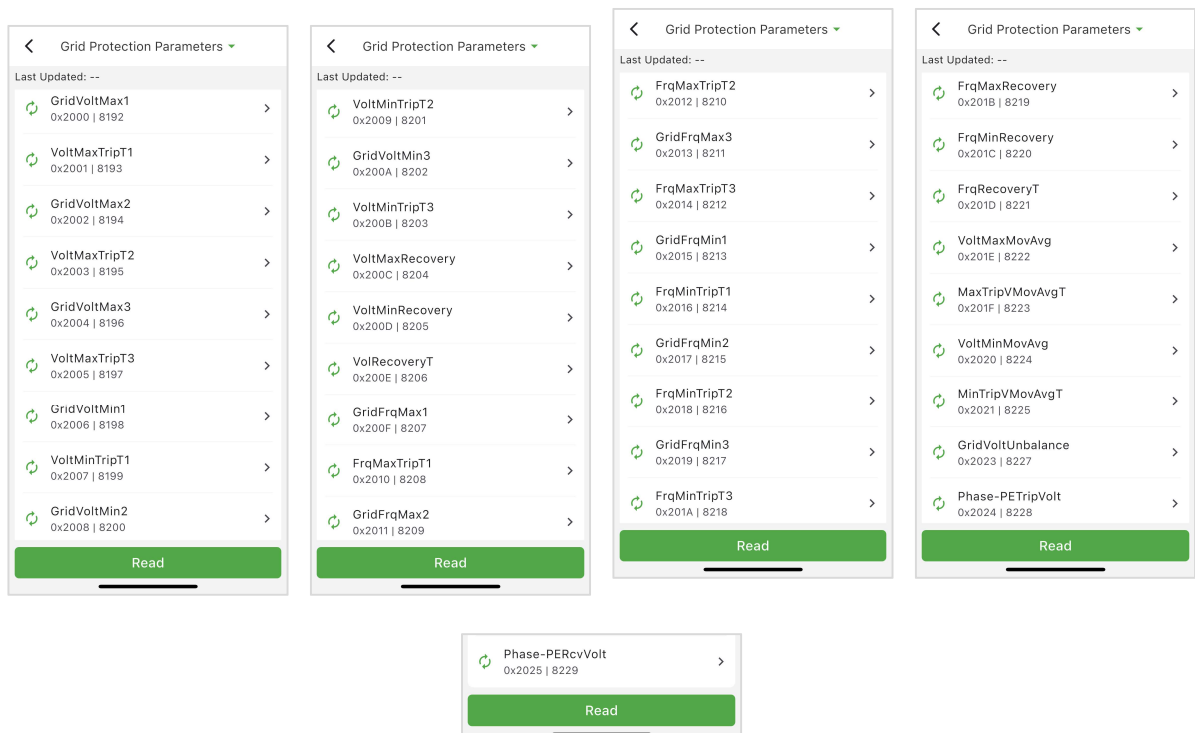 Grid Protection Parameters
Last Updated: --
GridVoltMax1
0x2000 | 8192
VoltMaxTripT1
0x2001 | 8193
GridVoltMax2
0x2002 | 8194
VoltMaxTripT2
0x2003 | 8195
GridVoltMax3
0x2004 | 8196
VoltMaxTripT3
0x2005 | 8197
GridVoltMin1
0x2006 | 8198
VoltMinTripT1
0x2007 | 8199
GridVoltMin2
0x2008 | 8200
Read
Grid Protection Parameters
Last Updated: --
VoltMinTripT2
0x2009 | 8201
GridVoltMin3
0x200A | 8202
VoltMinTripT3
0x200B | 8203
VoltMaxRecovery
0x200C | 8204
VoltMinRecovery
0x200D | 8205
VolRecoveryT
0x200E | 8206
GridFrqMax1
0x200F | 8207
FrqMaxTripT1
0x2010 | 8208
GridFrqMax2
0x2011 | 8209
Read
Grid Protection Parameters
Last Updated: --
FrqMaxTripT2
0x2012 | 8210
GridFrqMax3
0x2013 | 8211
FrqMaxTripT3
0x2014 | 8212
GridFrqMin1
0x2015 | 8213
FrqMinTripT1
0x2016 | 8214
GridFrqMin2
0x2017 | 8215
FrqMinTripT2
0x2018 | 8216
GridFrqMin3
0x2019 | 8217
FrqMinTripT3
0x201A | 8218
Read
Grid Protection Parameters
Last Updated: --
FrqMaxRecovery
0x201B | 8219
FrqMinRecovery
0x201C | 8220
FrqRecoveryT
0x201D | 8221
VoltMaxMovAvg
0x201E | 8222
MaxTripVMovAvgT
0x201F | 8223
VoltMinMovAvg
0x2020 | 8224
MinTripVMovAvgT
0x2021 | 8225
GridVoltUnbalance
0x2023 | 8227
Phase-PETripVolt
0x2024 | 8228
Read
Phase-PERcvVolt
0x2025 | 8229
Read